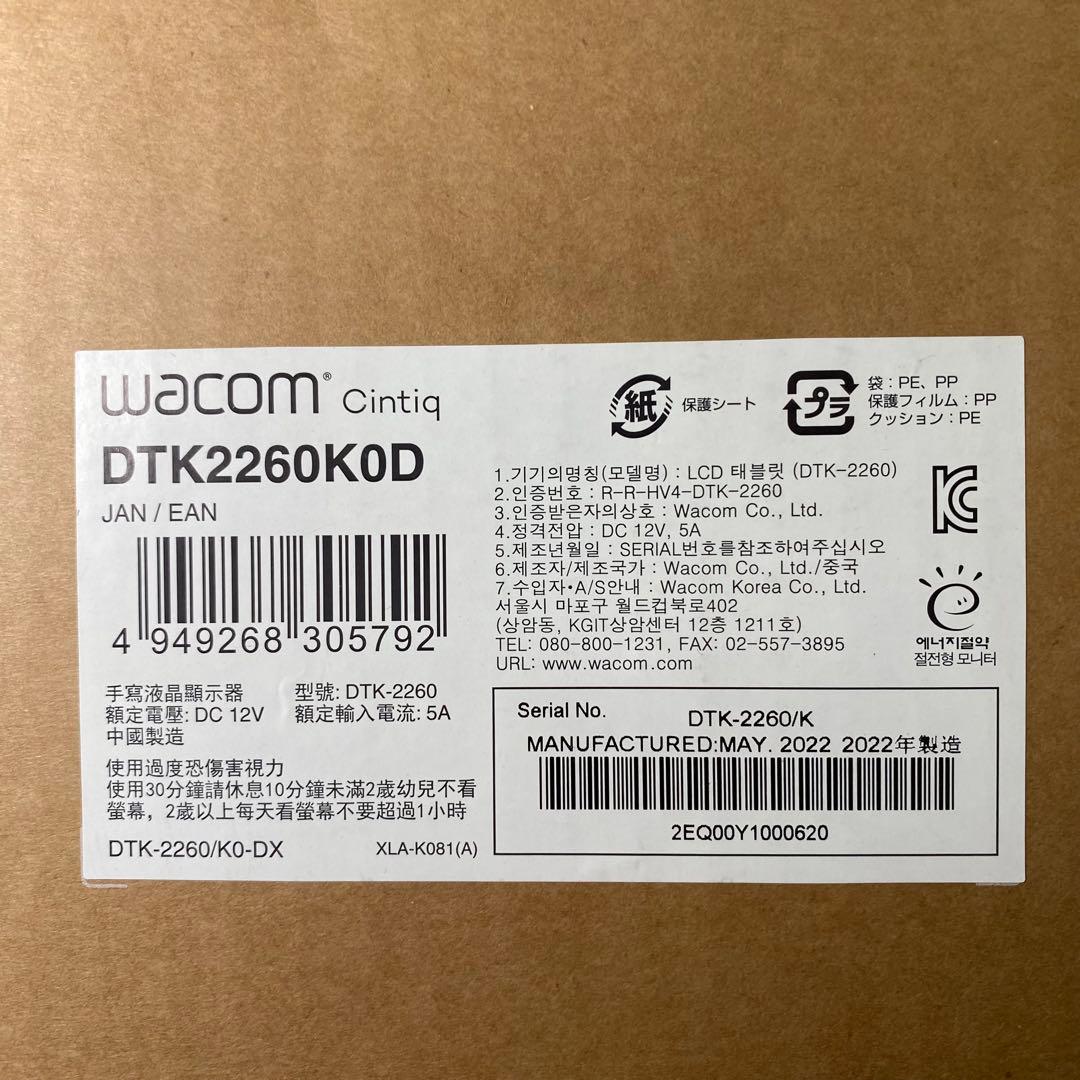 wacom® Cintiq
DTK2260K0D
JAN / EAN
4 949268 305792
手寫液晶顯示器 型號: DTK-2260
額定電壓: DC 12V 額定輸入電流: 5A
中國製造
使用過度恐傷害視力
使用30分鐘請休息10分鐘未滿2歲幼兒不看
螢幕，2歲以上每天看螢幕不要超過1小時
DTK-2260/K0-DX XLA-K081(A)
紙 保護シート
プラ
袋：PE、PP
保護フィルム：PP
クッション：PE
1.기기의명칭(모델명) : LCD 태블릿 (DTK-2260)
2.인증번호 : R-R-HV4-DTK-2260
3.인증받은자의상호 : Wacom Co., Ltd.
4.정격전압 : DC 12V, 5A
5.제조년월일 : SERIAL번호를참조하여주십시오
6.제조자/제조국가 : Wacom Co., Ltd./중국
7.수입자•A/S안내 : Wacom Korea Co., Ltd.
서울시 마포구 월드컵북로402
(상암동, KGIT상암센터 12층 1211호)
TEL: 080-800-1231, FAX: 02-557-3895
URL: www.wacom.com
에너지절약
절전형 모니터
Serial No. DTK-2260/K
MANUFACTURED:MAY. 2022 2022年製造
2EQ00Y1000620